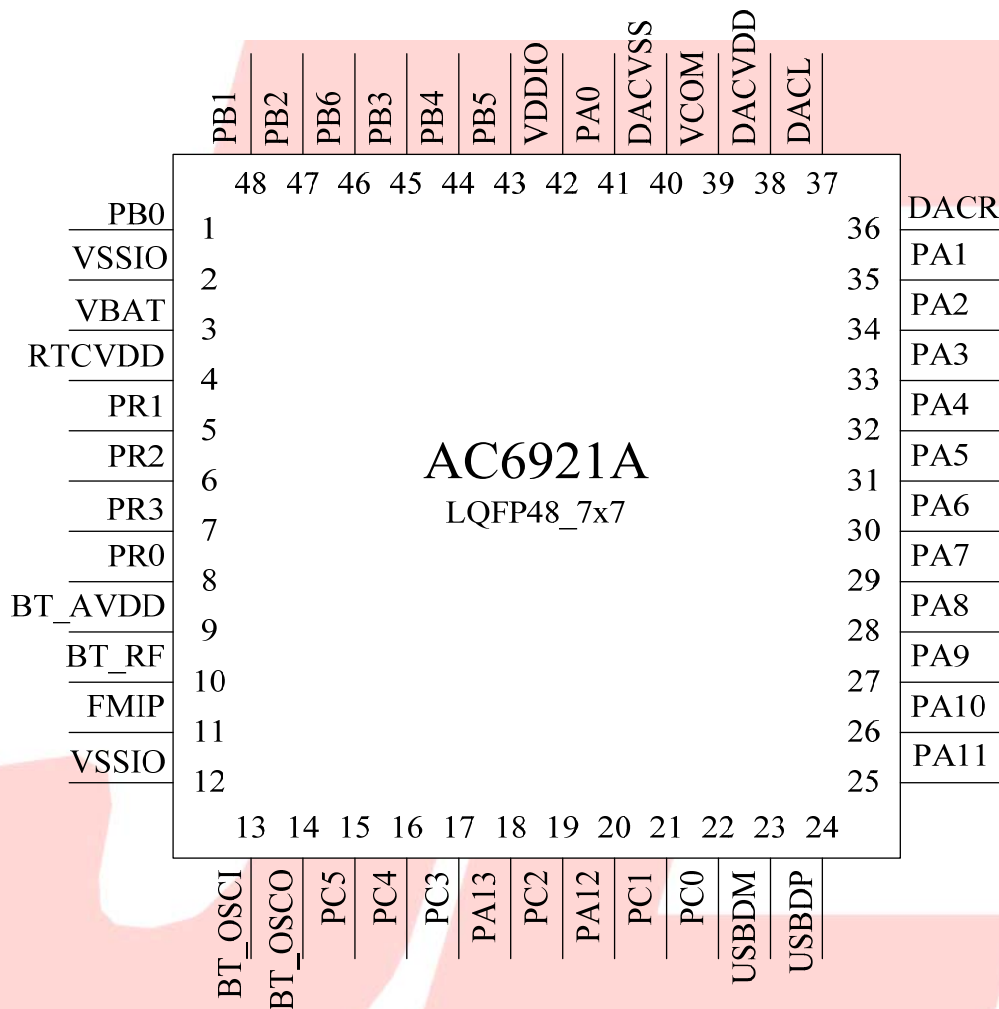 PB1 PB2 PB6 PB3 PB4 PB5 VDDIO PA0 DACVSS VCOM DACVDD DACL
48 47 46 45 44 43 42 41 40 39 38 37
PB0 1
VSSIO 2
VBAT 3
RTCVDD 4
PR1 5
PR2 6
PR3 7
PR0 8
BT_AVDD 9
BT_RF 10
FMIP 11
VSSIO 12
AC6921A
LQFP48_7x7
36 DACR
35 PA1
34 PA2
33 PA3
32 PA4
31 PA5
30 PA6
29 PA7
28 PA8
27 PA9
26 PA10
25 PA11
13 14 15 16 17 18 19 20 21 22 23 24
BT_OSCI BT_OSCO PC5 PC4 PC3 PA13 PC2 PA12 PC1 PC0 USBDM USBDP